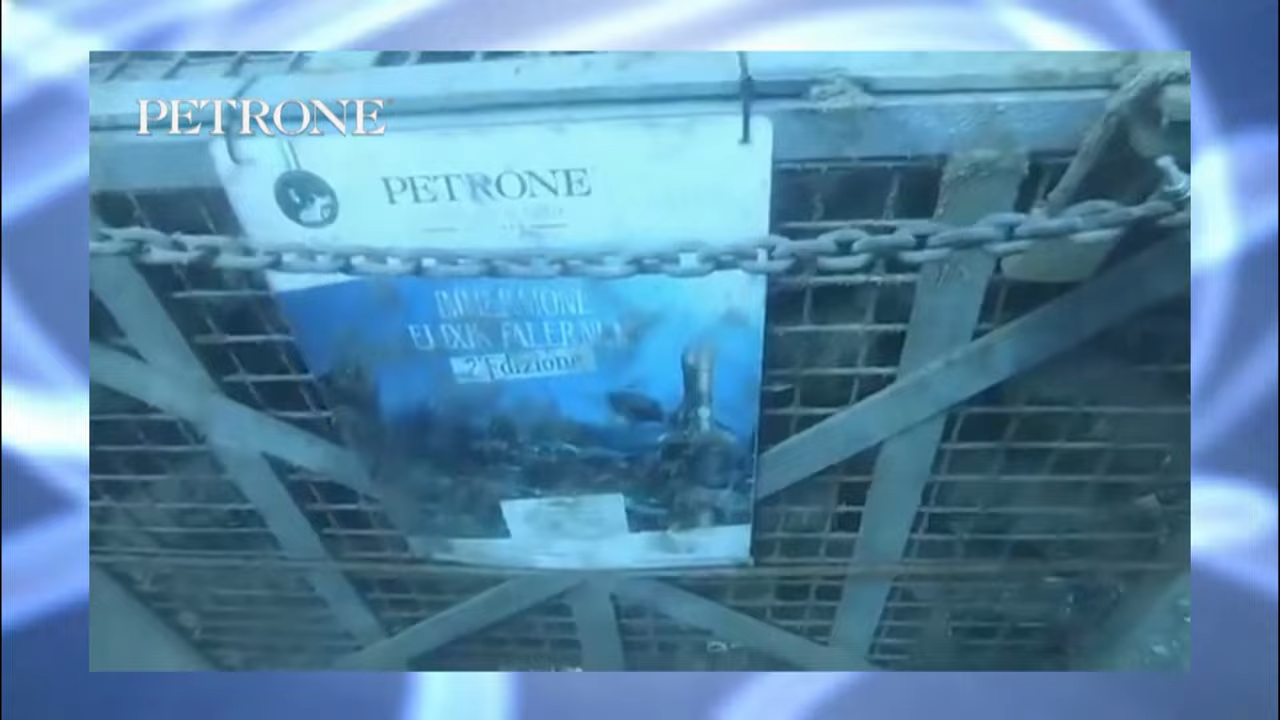 PETRONE
PETRONE
IMMERSIONE
ELIXIR FALERNUM
2ª Edizione